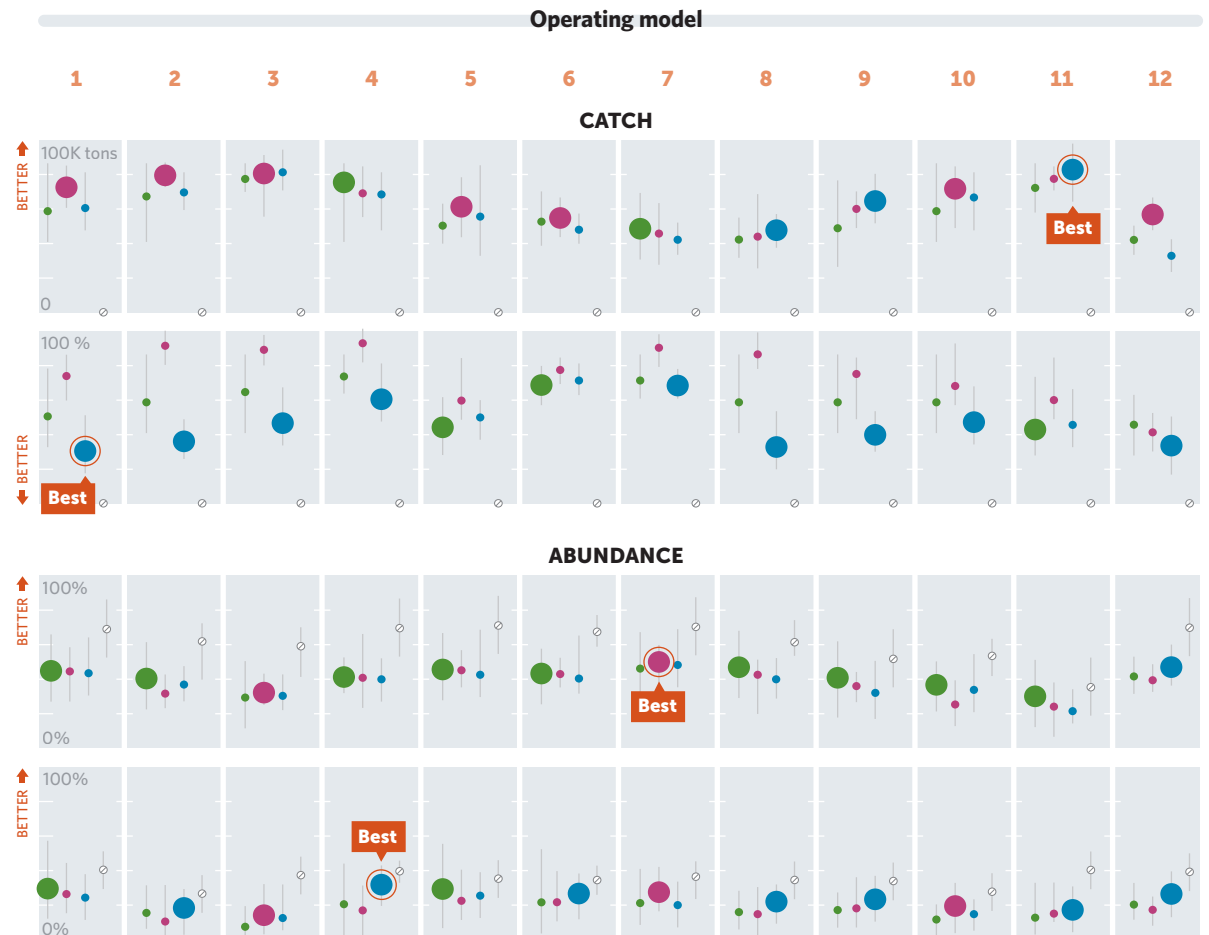 Operating model
1 2 3 4 5 6 7 8 9 10 11 12
CATCH
BETTER
100K tons
Best
0
100 %
BETTER
Best
ABUNDANCE
BETTER
100%
Best
0%
BETTER
100%
Best
0%